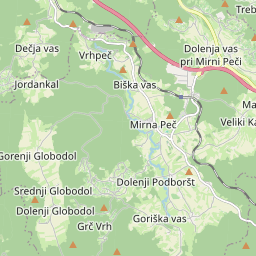 Treb
Dečja vas
Dolenja vas
pri Mirni Peči
Vrhpeč
Jordankal
Biška vas
Ma
Mirna Peč
Veliki Ka
Gorenji Globodol
Dolenji Podboršt
Srednji Globodol
Dolenji Globodol
Goriška vas
Grč Vrh